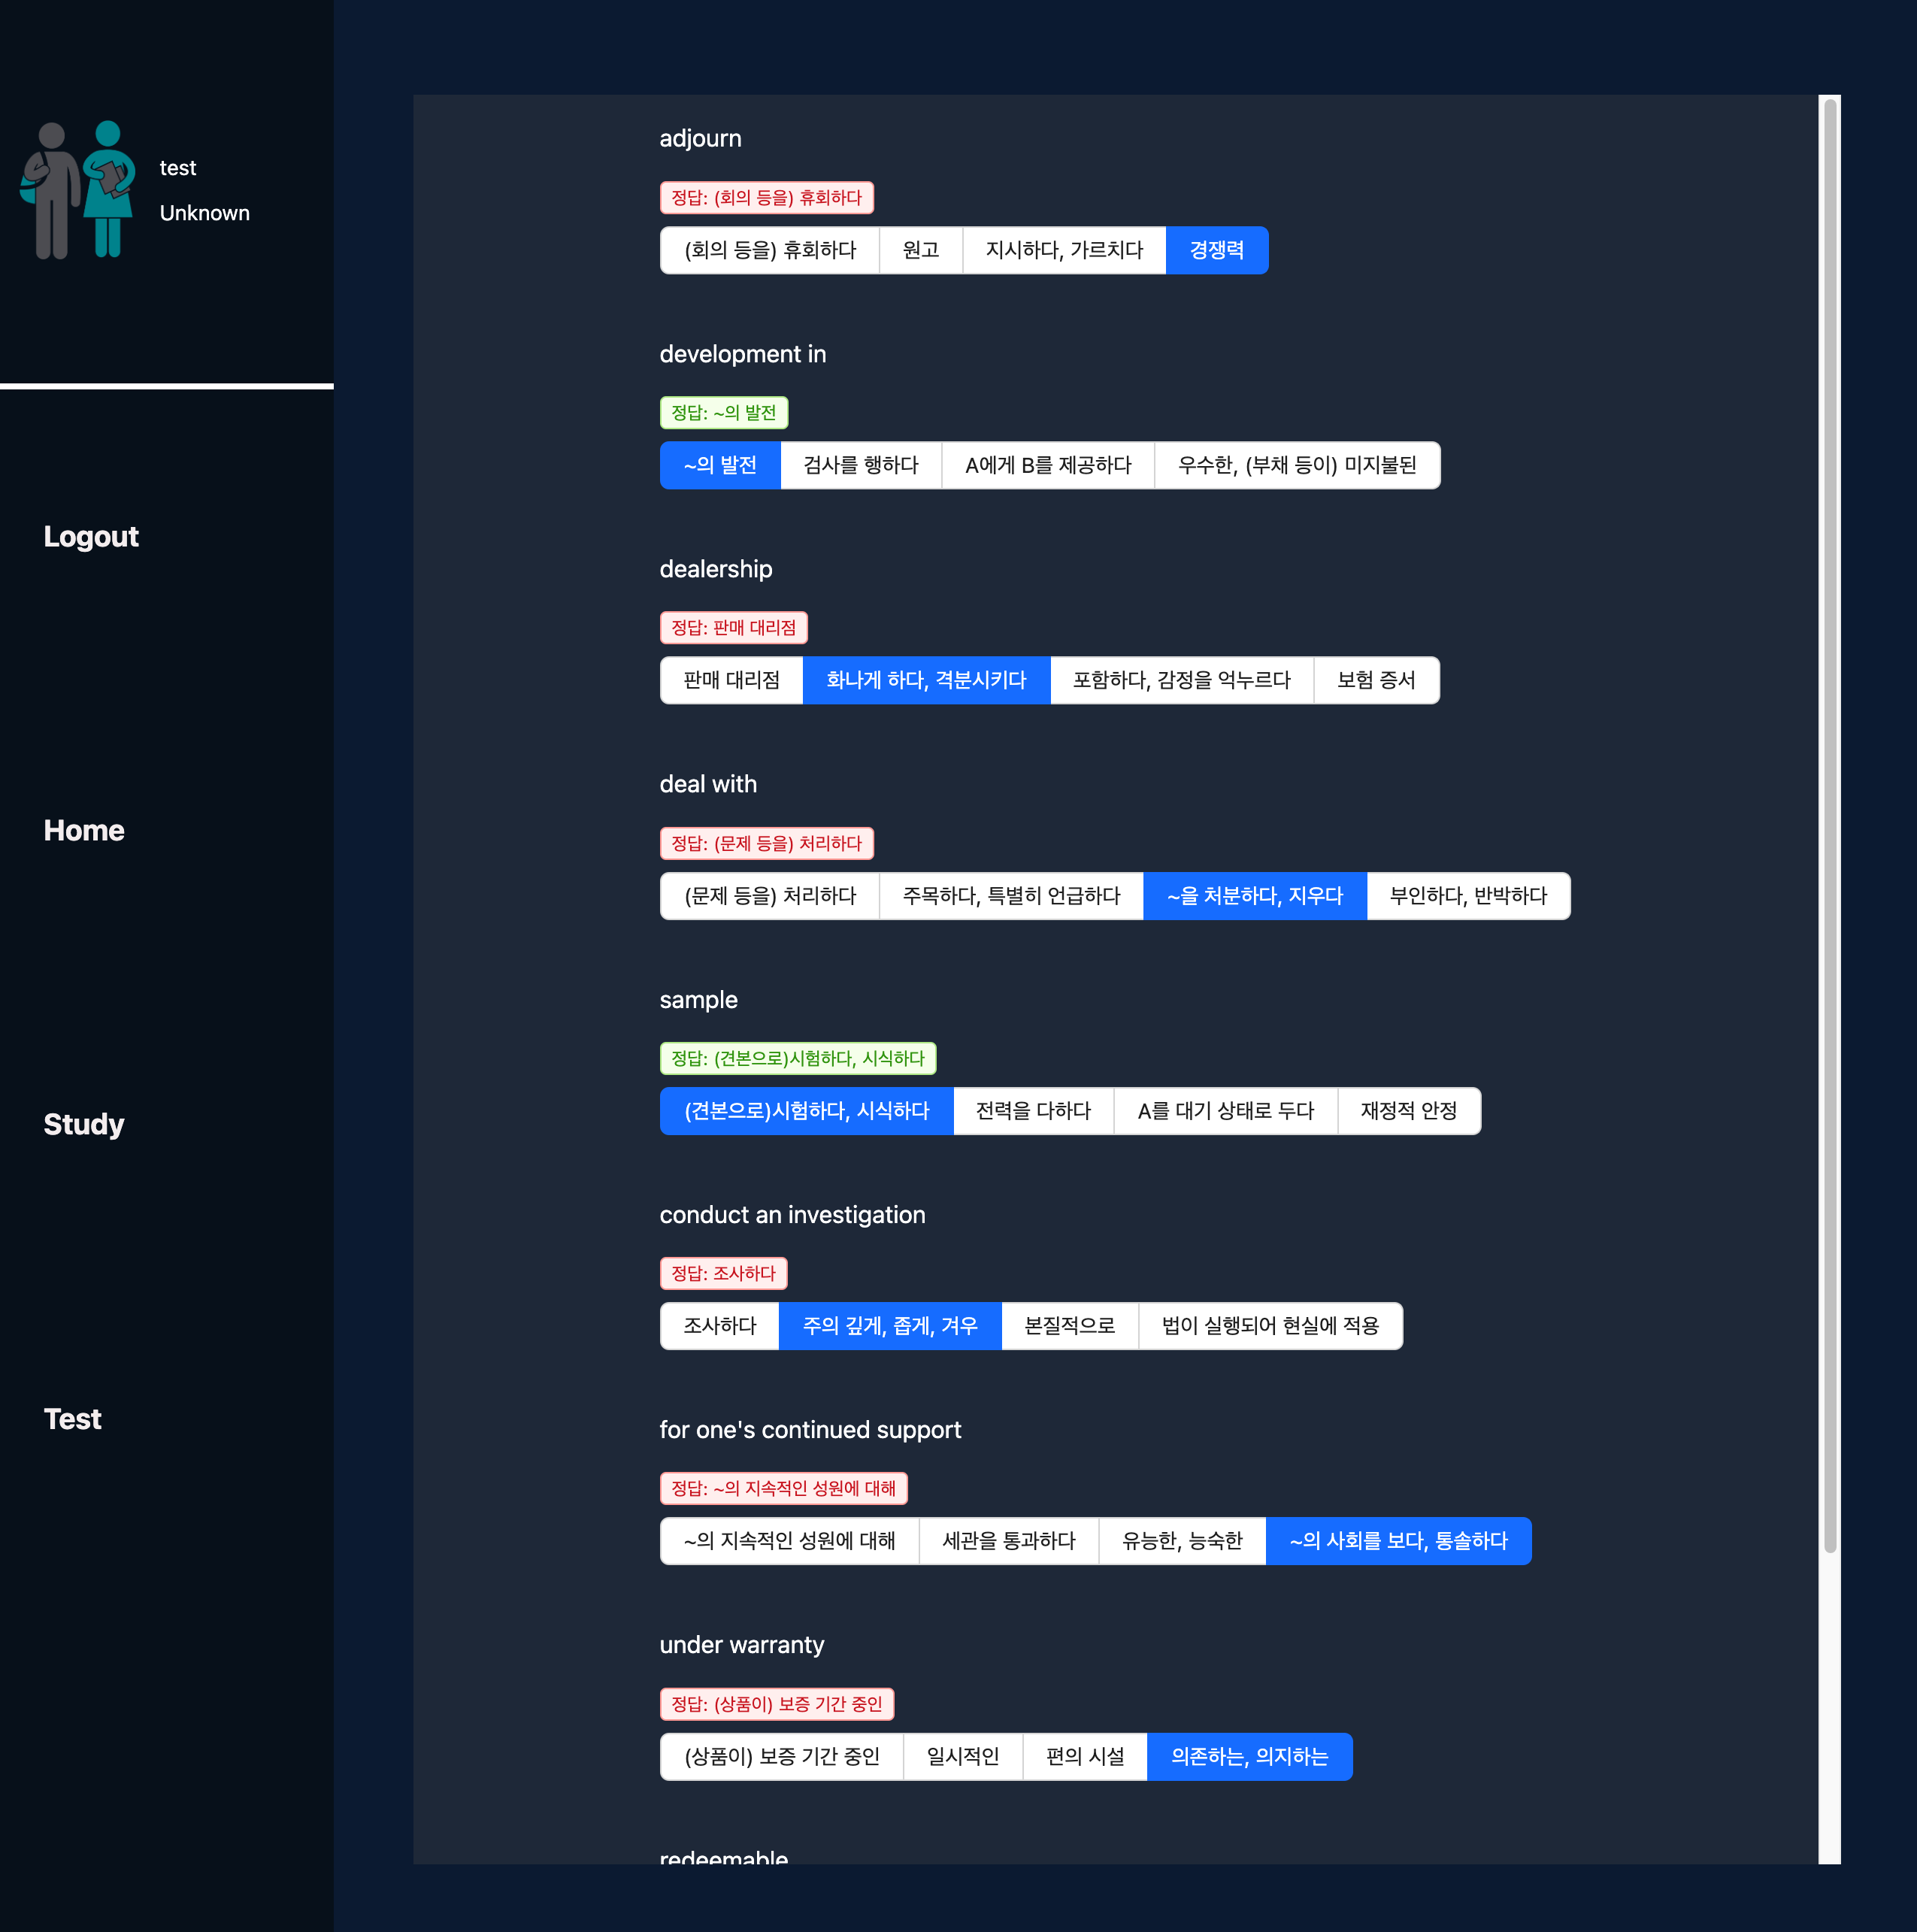 test
Unknown
Logout
Home
Study
Test
adjourn
정답: (회의 등을) 휴회하다
(회의 등을) 휴회하다 원고 지시하다, 가르치다 경쟁력
development in
정답: ~의 발전
~의 발전 검사를 행하다 A에게 B를 제공하다 우수한, (부채 등이) 미지불된
dealership
정답: 판매 대리점
판매 대리점 화나게 하다, 격분시키다 포함하다, 감정을 억누르다 보험 증서
deal with
정답: (문제 등을) 처리하다
(문제 등을) 처리하다 주목하다, 특별히 언급하다 ~을 처분하다, 지우다 부인하다, 반박하다
sample
정답: (견본으로)시험하다, 시식하다
(견본으로)시험하다, 시식하다 전력을 다하다 A를 대기 상태로 두다 재정적 안정
conduct an investigation
정답: 조사하다
조사하다 주의 깊게, 좁게, 겨우 본질적으로 법이 실행되어 현실에 적용
for one's continued support
정답: ~의 지속적인 성원에 대해
~의 지속적인 성원에 대해 세관을 통과하다 유능한, 능숙한 ~의 사회를 보다, 통솔하다
under warranty
정답: (상품이) 보증 기간 중인
(상품이) 보증 기간 중인 일시적인 편의 시설 의존하는, 의지하는
redeemable